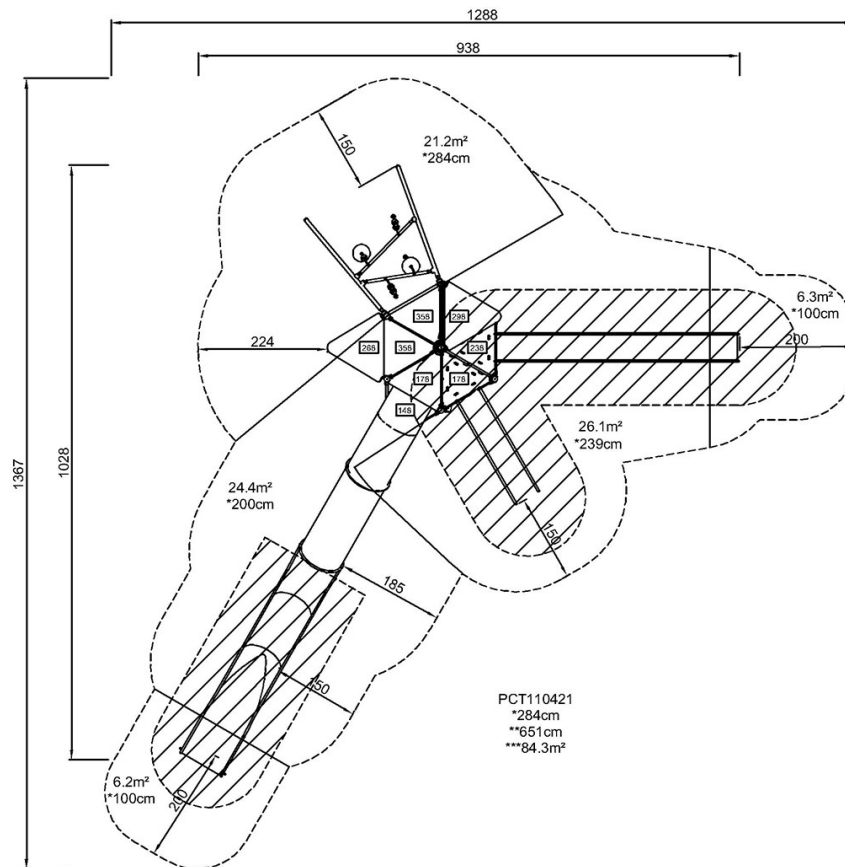 1288
938
150
21.2m²
*284cm
6.3m²
*100cm
200
224
358
298
268
358
238
178
178
148
1367
1028
26.1m²
*239cm
24.4m²
*200cm
150
185
150
PCT110421
*284cm
**651cm
***84.3m²
6.2m²
*100cm
200